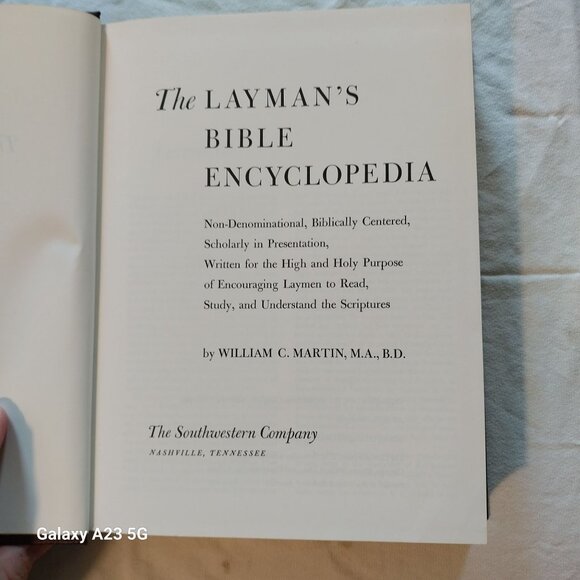 The LAYMAN'S
BIBLE
ENCYCLOPEDIA
Non-Denominational, Biblically Centered,
Scholarly in Presentation,
Written for the High and Holy Purpose
of Encouraging Laymen to Read,
Study, and Understand the Scriptures
by WILLIAM C. MARTIN, M.A., B.D.
The Southwestern Company
NASHVILLE, TENNESSEE
Galaxy A23 5G